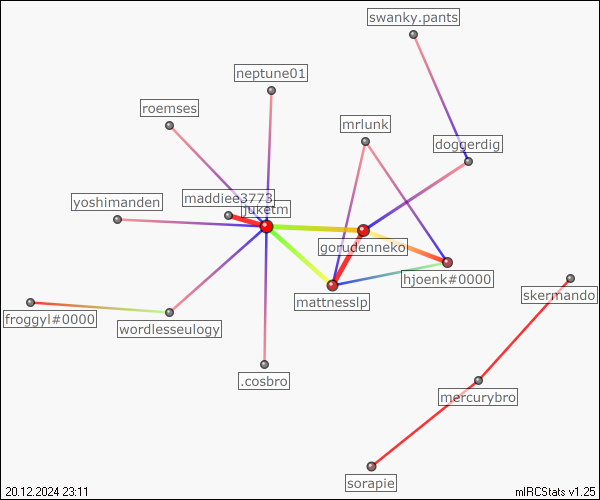 swanky.pants
neptune01
roemses
mrlunk
doggerdig
maddiee3773
yoshimanden
juketm
gorudenneko
hjoenk#0000
skermando
mattnesslp
froggyl#0000
wordlesseulogy
.cosbro
mercurybro
sorapie
20.12.2024 23:11
mIRCStats v1.25